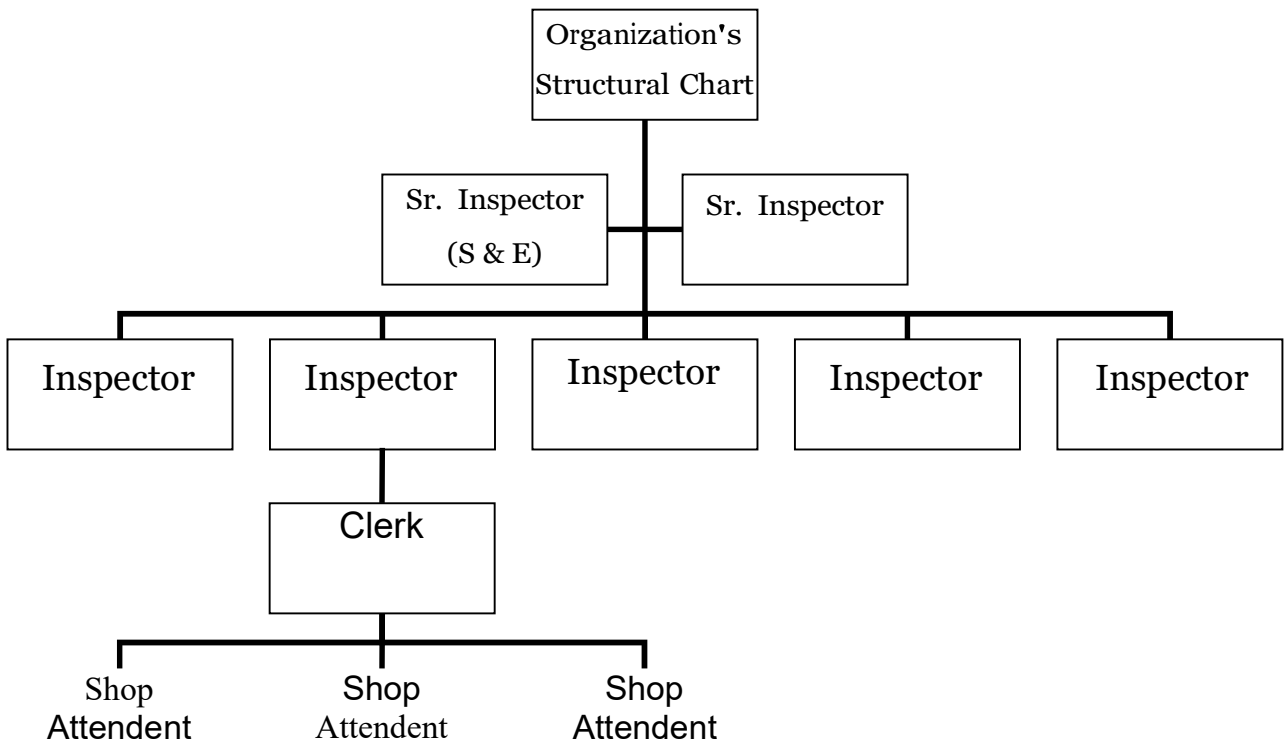 Organization's
Structural Chart
Sr. Inspector
(S & E)
Sr. Inspector
Inspector
Inspector
Inspector
Inspector
Inspector
Clerk
Shop
Attendent
Shop
Attendent
Shop
Attendent